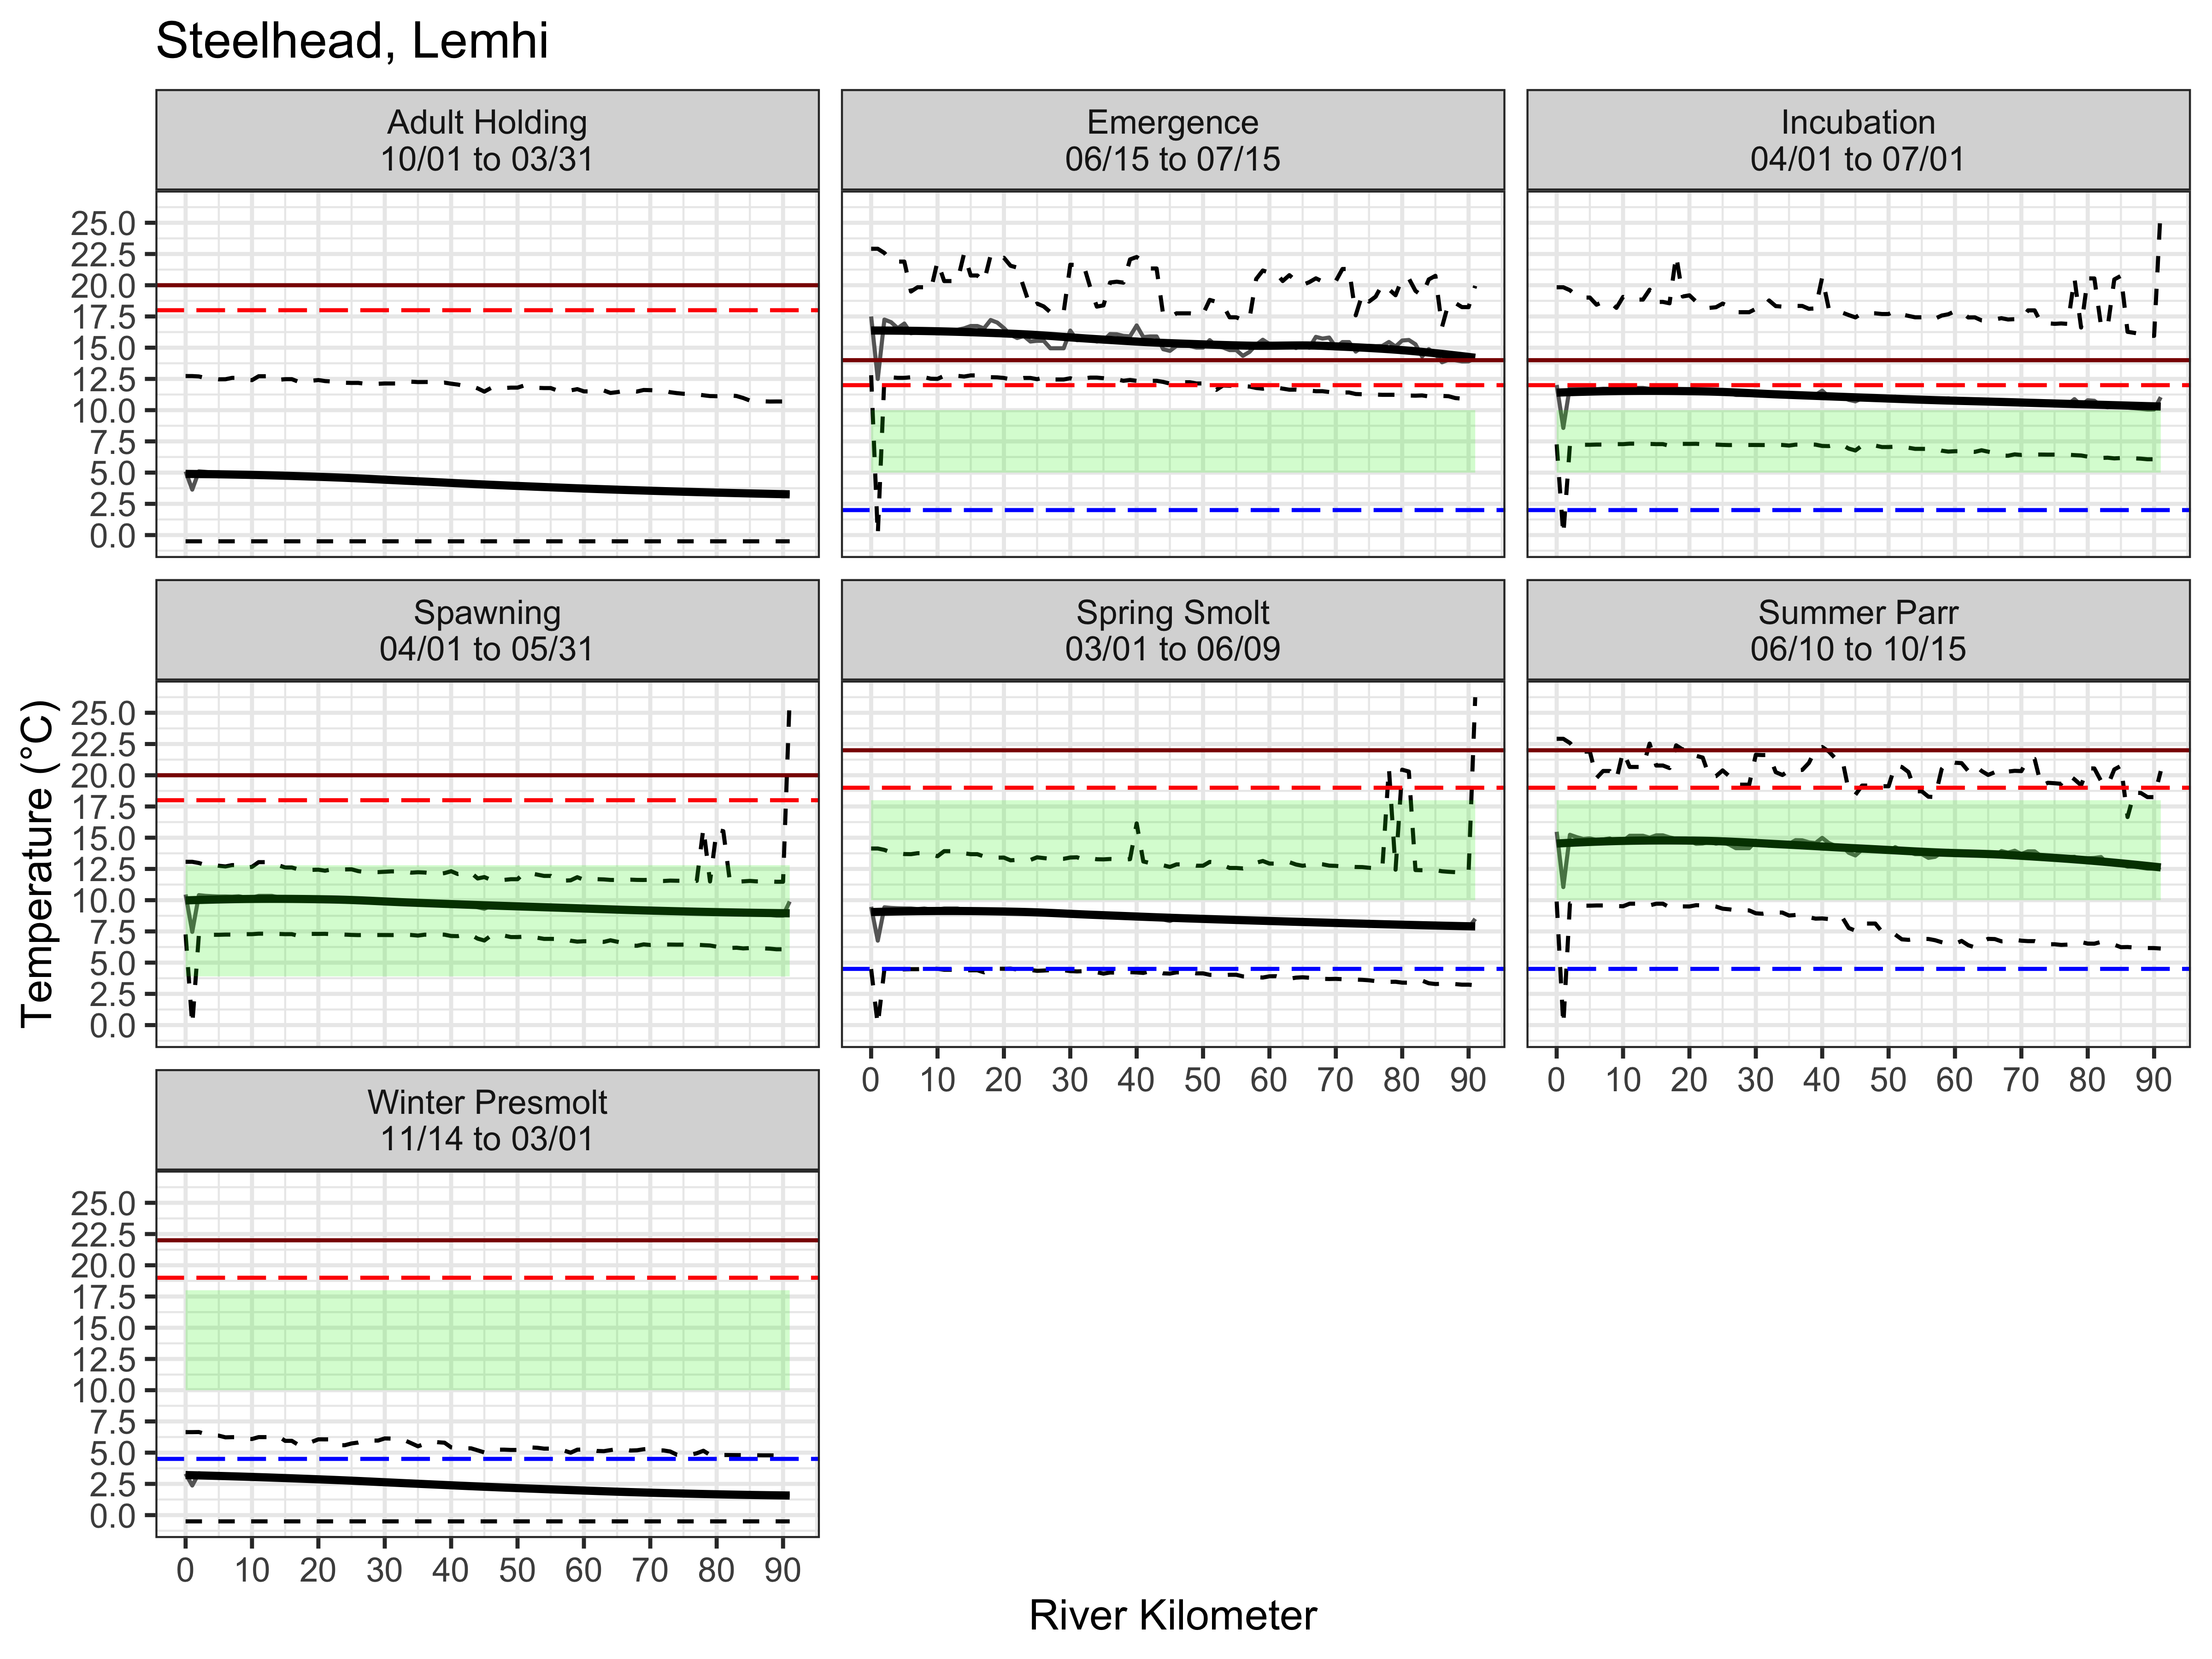 Steelhead, Lemhi
Adult Holding
10/01 to 03/31
Emergence
06/15 to 07/15
Incubation
04/01 to 07/01
25.0
22.5
20.0
17.5
15.0
12.5
10.0
7.5
5.0
2.5
0.0
Spawning
04/01 to 05/31
Spring Smolt
03/01 to 06/09
Summer Parr
06/10 to 10/15
Temperature (°C)
25.0
22.5
20.0
17.5
15.0
12.5
10.0
7.5
5.0
2.5
0.0
0 10 20 30 40 50 60 70 80 90
0 10 20 30 40 50 60 70 80 90
Winter Presmolt
11/14 to 03/01
25.0
22.5
20.0
17.5
15.0
12.5
10.0
7.5
5.0
2.5
0.0
0 10 20 30 40 50 60 70 80 90
River Kilometer